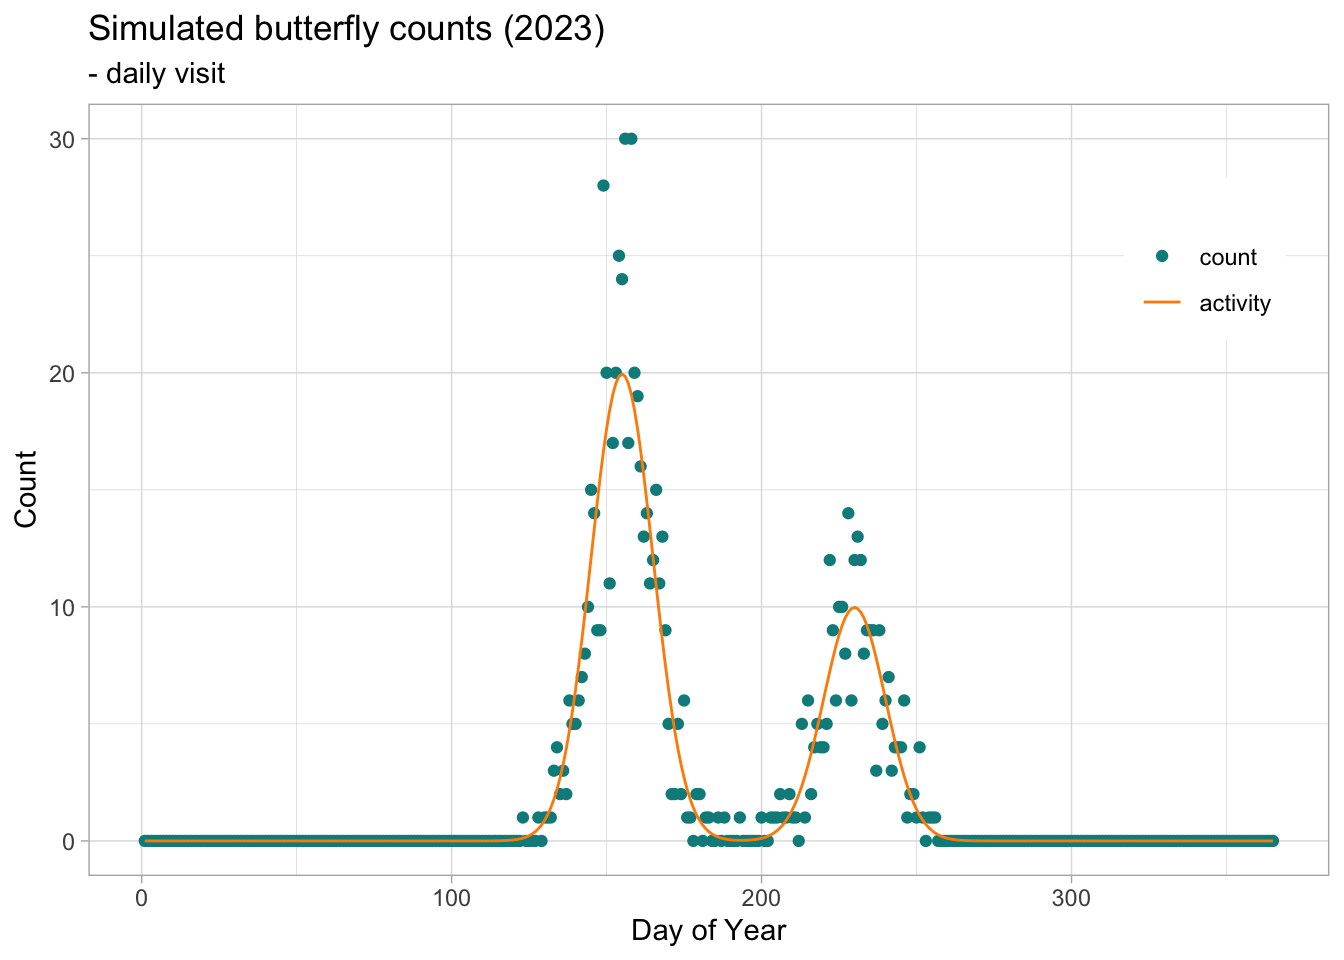 Simulated butterfly counts (2023)
- daily visit
30
20
10
0
Count
count
activity
0 100 200 300
Day of Year